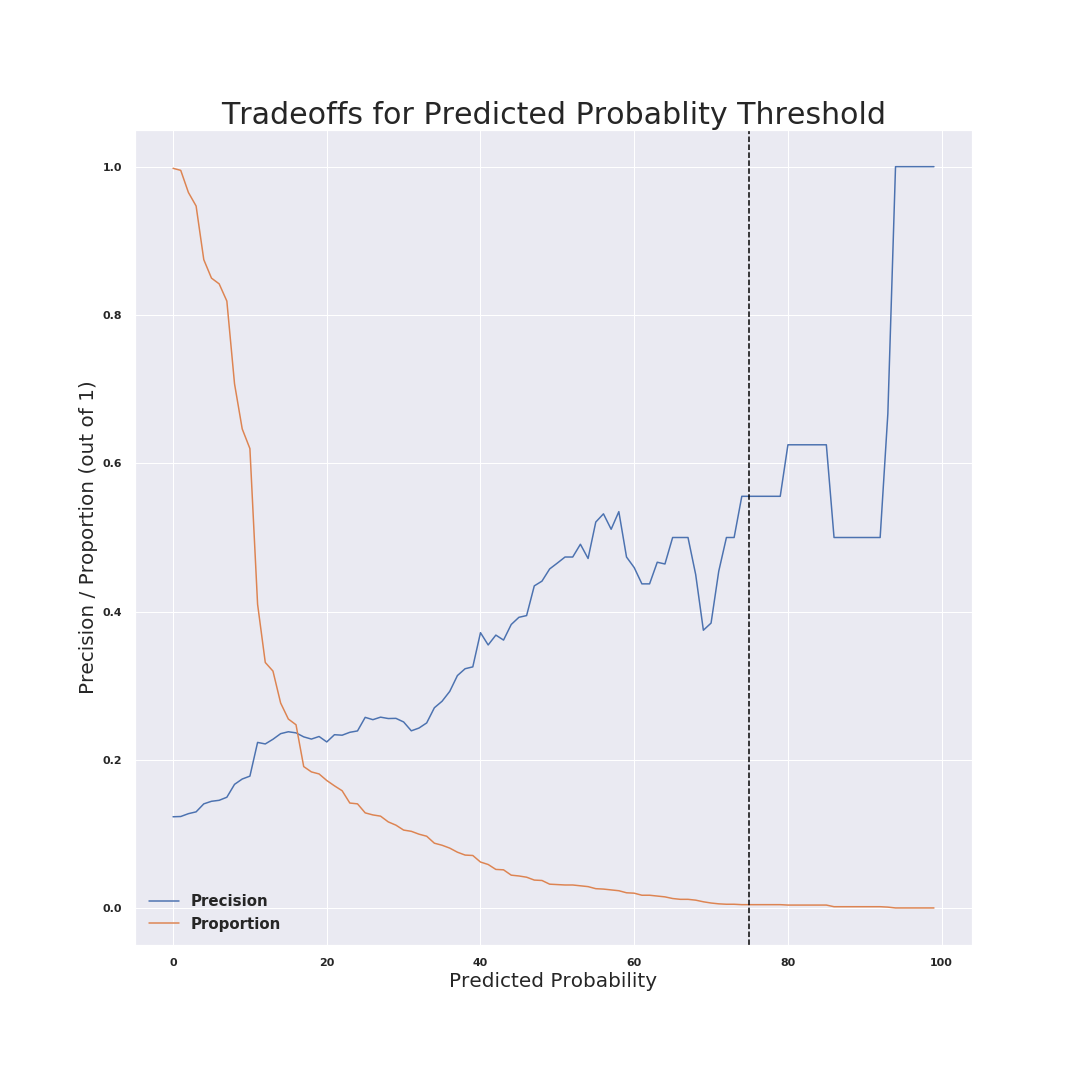 Tradeoffs for Predicted Probablity Threshold
Precision / Proportion (out of 1)
1.0
0.8
0.6
0.4
0.2
0.0
Precision
Proportion
0 20 40 60 80 100
Predicted Probability